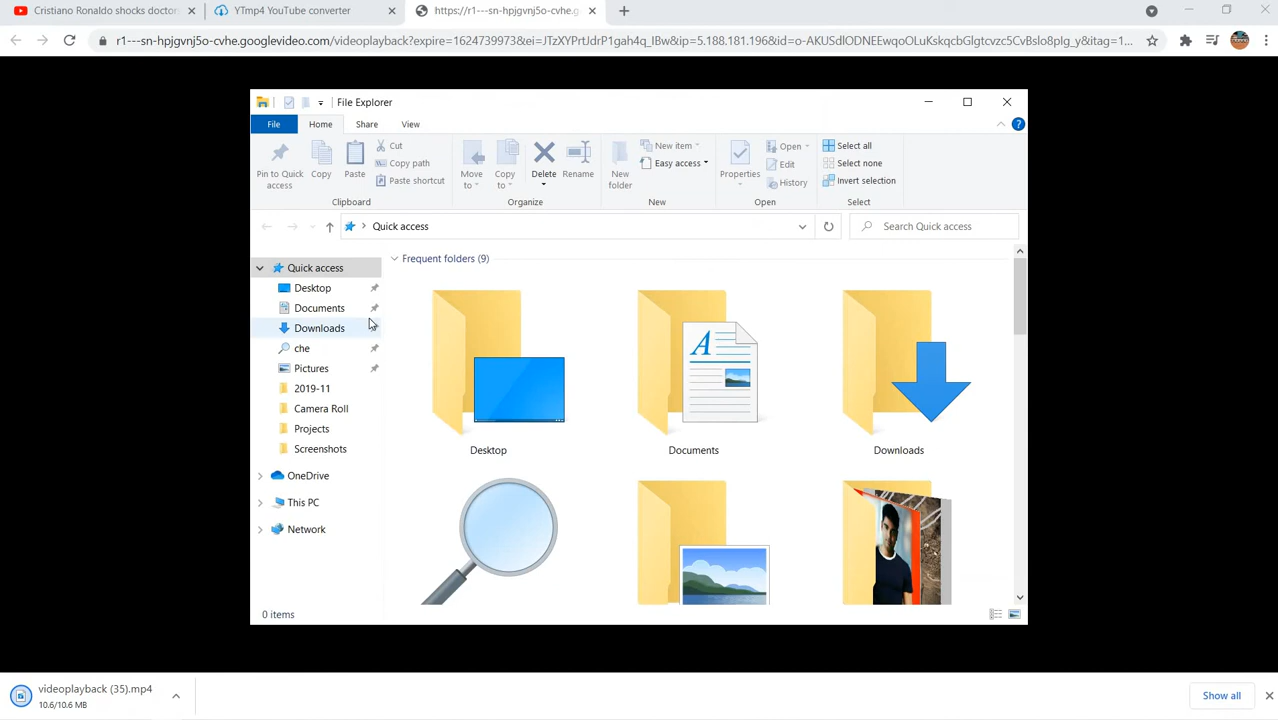 Cristiano Ronaldo shocks doctors
YTmp4 YouTube converter
https://r1---sn-hpjgvnj5o-cvhe.g
r1---sn-hpjgvnj5o-cvhe.googlevideo.com/videoplayback?expire=1624739973&ei=JTzXYPrtJdrP1gah4q_IBw&ip=5.188.181.196&id=o-AKUSdlODNEEwqoOLuKskqcbGlgtcvzc5CvBslo8plg_y&itag=1...
File Explorer
File
Home
Share
View
Pin to Quick access
Copy
Paste
Cut
Copy path
Paste shortcut
Clipboard
Move to
Copy to
Delete
Rename
Organize
New folder
New item
Easy access
New
Properties
Open
Edit
History
Open
Select all
Select none
Invert selection
Select
Quick access
Search Quick access
Quick access
Desktop
Documents
Downloads
che
Pictures
2019-11
Camera Roll
Projects
Screenshots
OneDrive
This PC
Network
Frequent folders (9)
Desktop
Documents
Downloads
0 items
videoplayback (35).mp4
10.6/10.6 MB
Show all